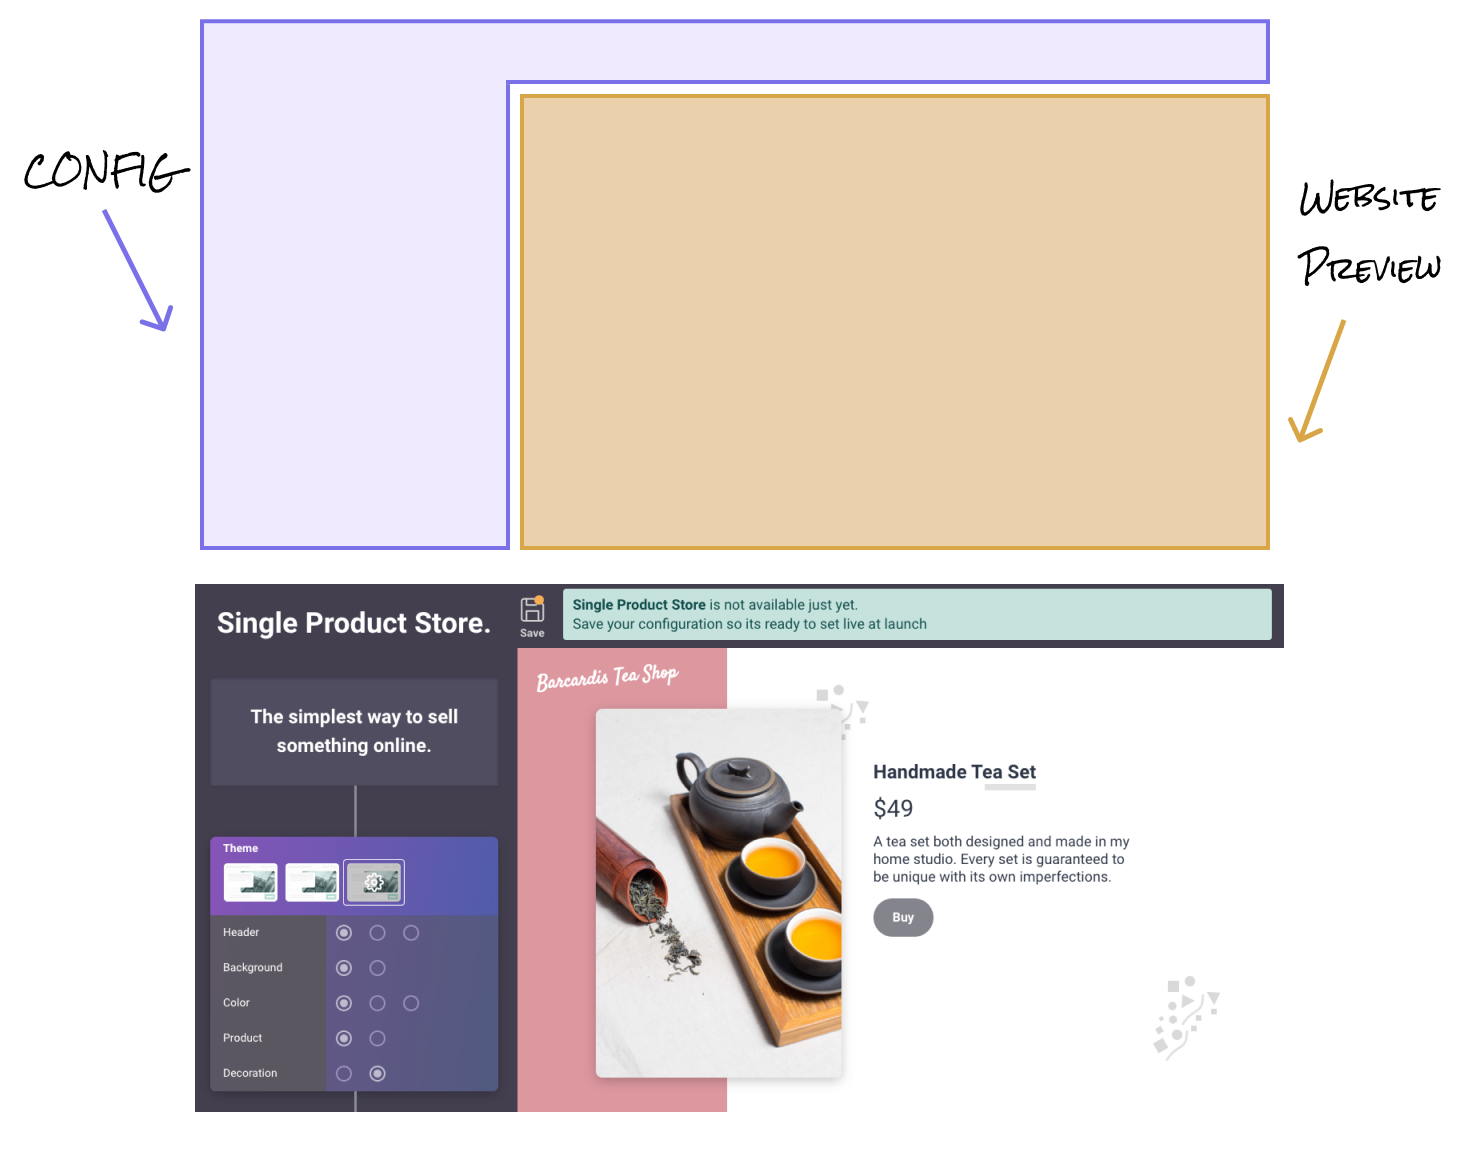 CONFIG
WEBSITE
PREVIEW
Single Product Store.
Save
Single Product Store is not available just yet.
Save your configuration so its ready to set live at launch
The simplest way to sell
something online.
Theme
Header
Background
Color
Product
Decoration
Barcardis Tea Shop
Handmade Tea Set
$49
A tea set both designed and made in my
home studio. Every set is guaranteed to
be unique with its own imperfections.
Buy